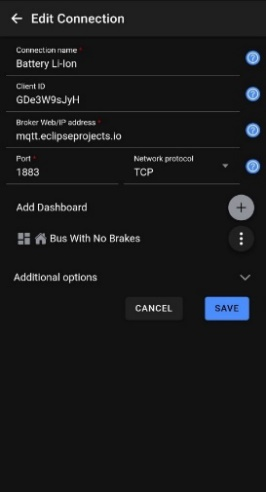 Edit Connection
Connection name *
Battery Li-Ion
Client ID
GDe3W9sJyH
Broker Web/IP address *
mqtt.eclipseprojects.io
Port * Network protocol
1883 TCP
Add Dashboard
Bus With No Brakes
Additional options
CANCEL SAVE